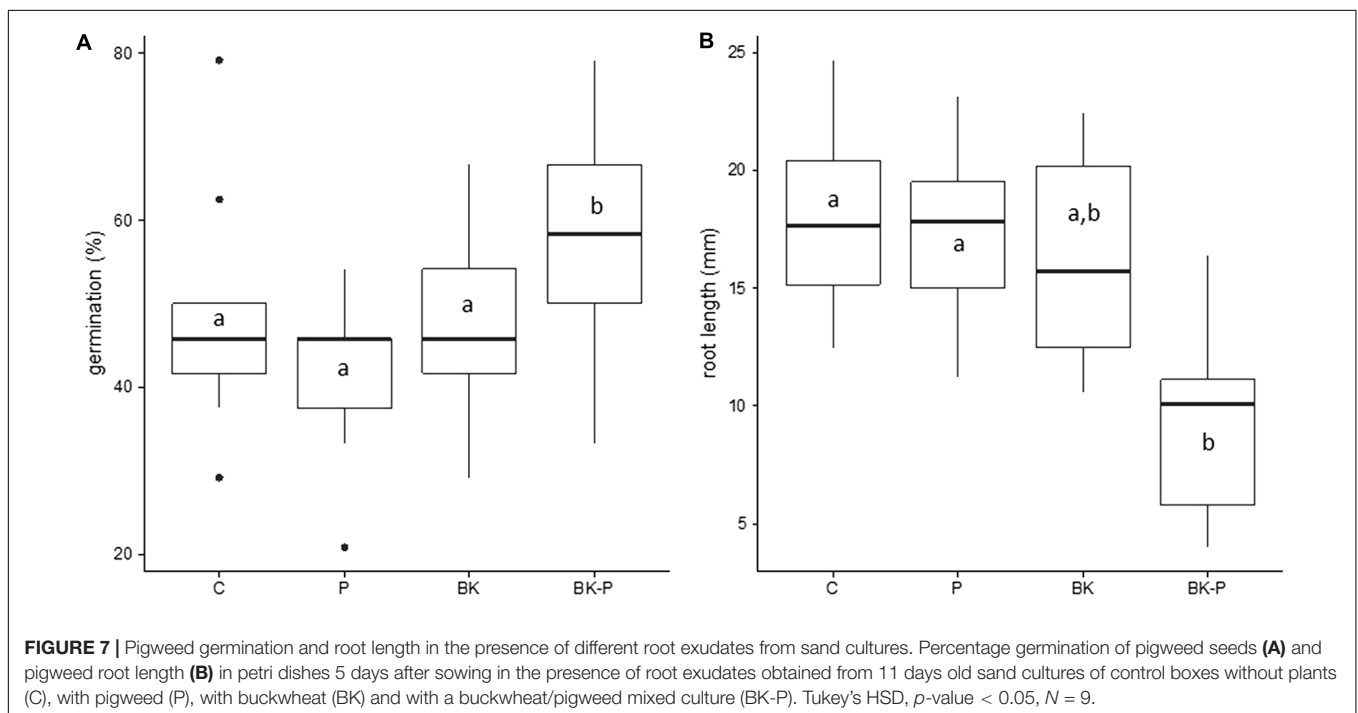 A
80
60
40
20
germination (%)
a
a
a
b
C P BK BK-P
B
25
20
15
10
5
root length (mm)
a
a
a,b
b
C P BK BK-P
FIGURE 7 | Pigweed germination and root length in the presence of different root exudates from sand cultures. Percentage germination of pigweed seeds (A) and
pigweed root length (B) in petri dishes 5 days after sowing in the presence of root exudates obtained from 11 days old sand cultures of control boxes without plants
(C), with pigweed (P), with buckwheat (BK) and with a buckwheat/pigweed mixed culture (BK-P). Tukey's HSD, p-value < 0.05, N = 9.